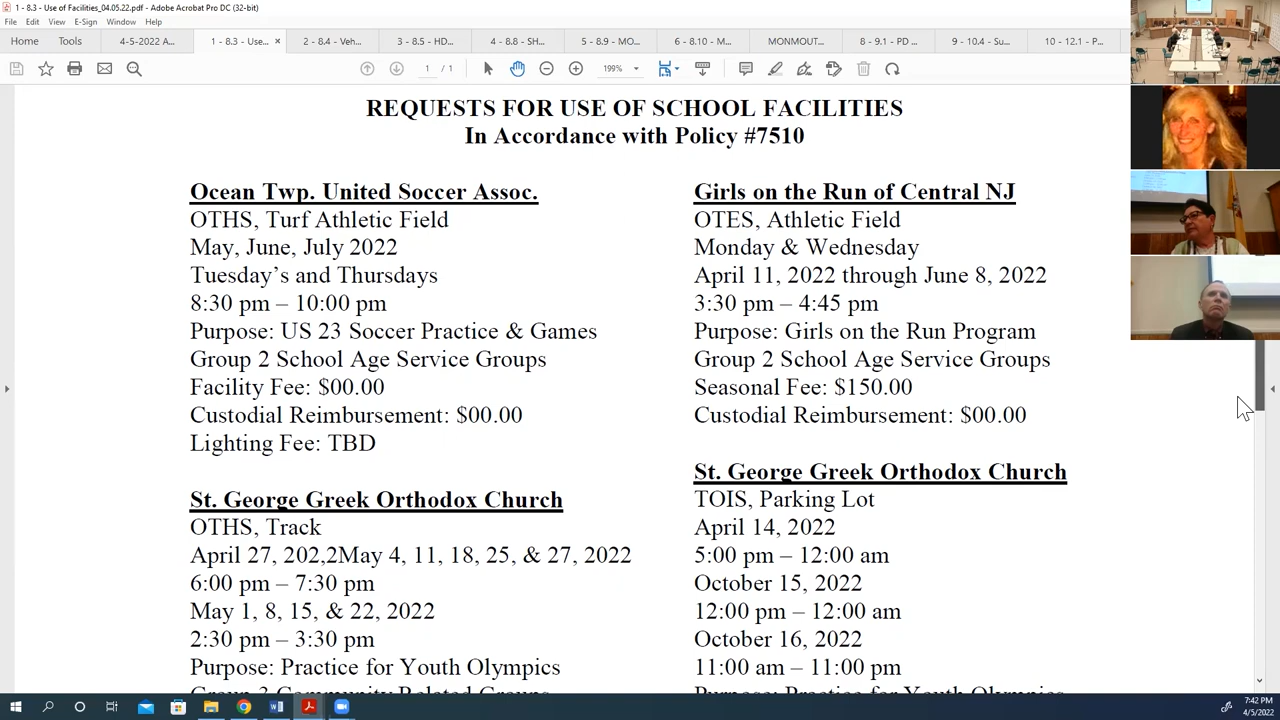 1 - 8.3 - Use of Facilities_04.05.22.pdf - Adobe Acrobat Pro DC (32-bit)
File Edit View E-Sign Window Help
Home Tools 4-5-2022 A... 1 - 8.3 - Use... × 2 - 8.4 - Veh... 3 - 8.5 - HD... 5 - 8.9 - MO... 6 - 8.10 - M... MONMOUT... 8 - 9.1 - PD ... 9 - 10.4 - Su... 10 - 12.1 - P...
1 / 1 199%
REQUESTS FOR USE OF SCHOOL FACILITIES
In Accordance with Policy #7510
Ocean Twp. United Soccer Assoc.
OTHS, Turf Athletic Field
May, June, July 2022
Tuesday's and Thursdays
8:30 pm – 10:00 pm
Purpose: US 23 Soccer Practice & Games
Group 2 School Age Service Groups
Facility Fee: $00.00
Custodial Reimbursement: $00.00
Lighting Fee: TBD
St. George Greek Orthodox Church
OTHS, Track
April 27, 202,2May 4, 11, 18, 25, & 27, 2022
6:00 pm – 7:30 pm
May 1, 8, 15, & 22, 2022
2:30 pm – 3:30 pm
Purpose: Practice for Youth Olympics
Group 3 Community Related Groups
Girls on the Run of Central NJ
OTES, Athletic Field
Monday & Wednesday
April 11, 2022 through June 8, 2022
3:30 pm – 4:45 pm
Purpose: Girls on the Run Program
Group 2 School Age Service Groups
Seasonal Fee: $150.00
Custodial Reimbursement: $00.00
St. George Greek Orthodox Church
TOIS, Parking Lot
April 14, 2022
5:00 pm – 12:00 am
October 15, 2022
12:00 pm – 12:00 am
October 16, 2022
11:00 am – 11:00 pm
Purpose: Practice for Youth Olympics
7:42 PM
4/5/2022